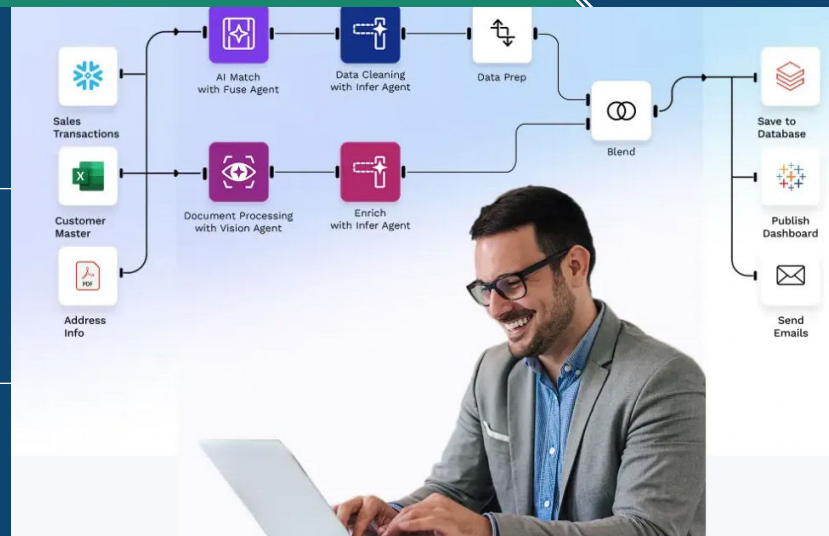 AI Match
with Fuse Agent
Data Cleaning
with Infer Agent
Data Prep
Sales
Transactions
Save to
Database
Blend
X
Customer
Master
Document Processing
with Vision Agent
Enrich
with Infer Agent
Publish
Dashboard
PDF
Address
Info
Send
Emails